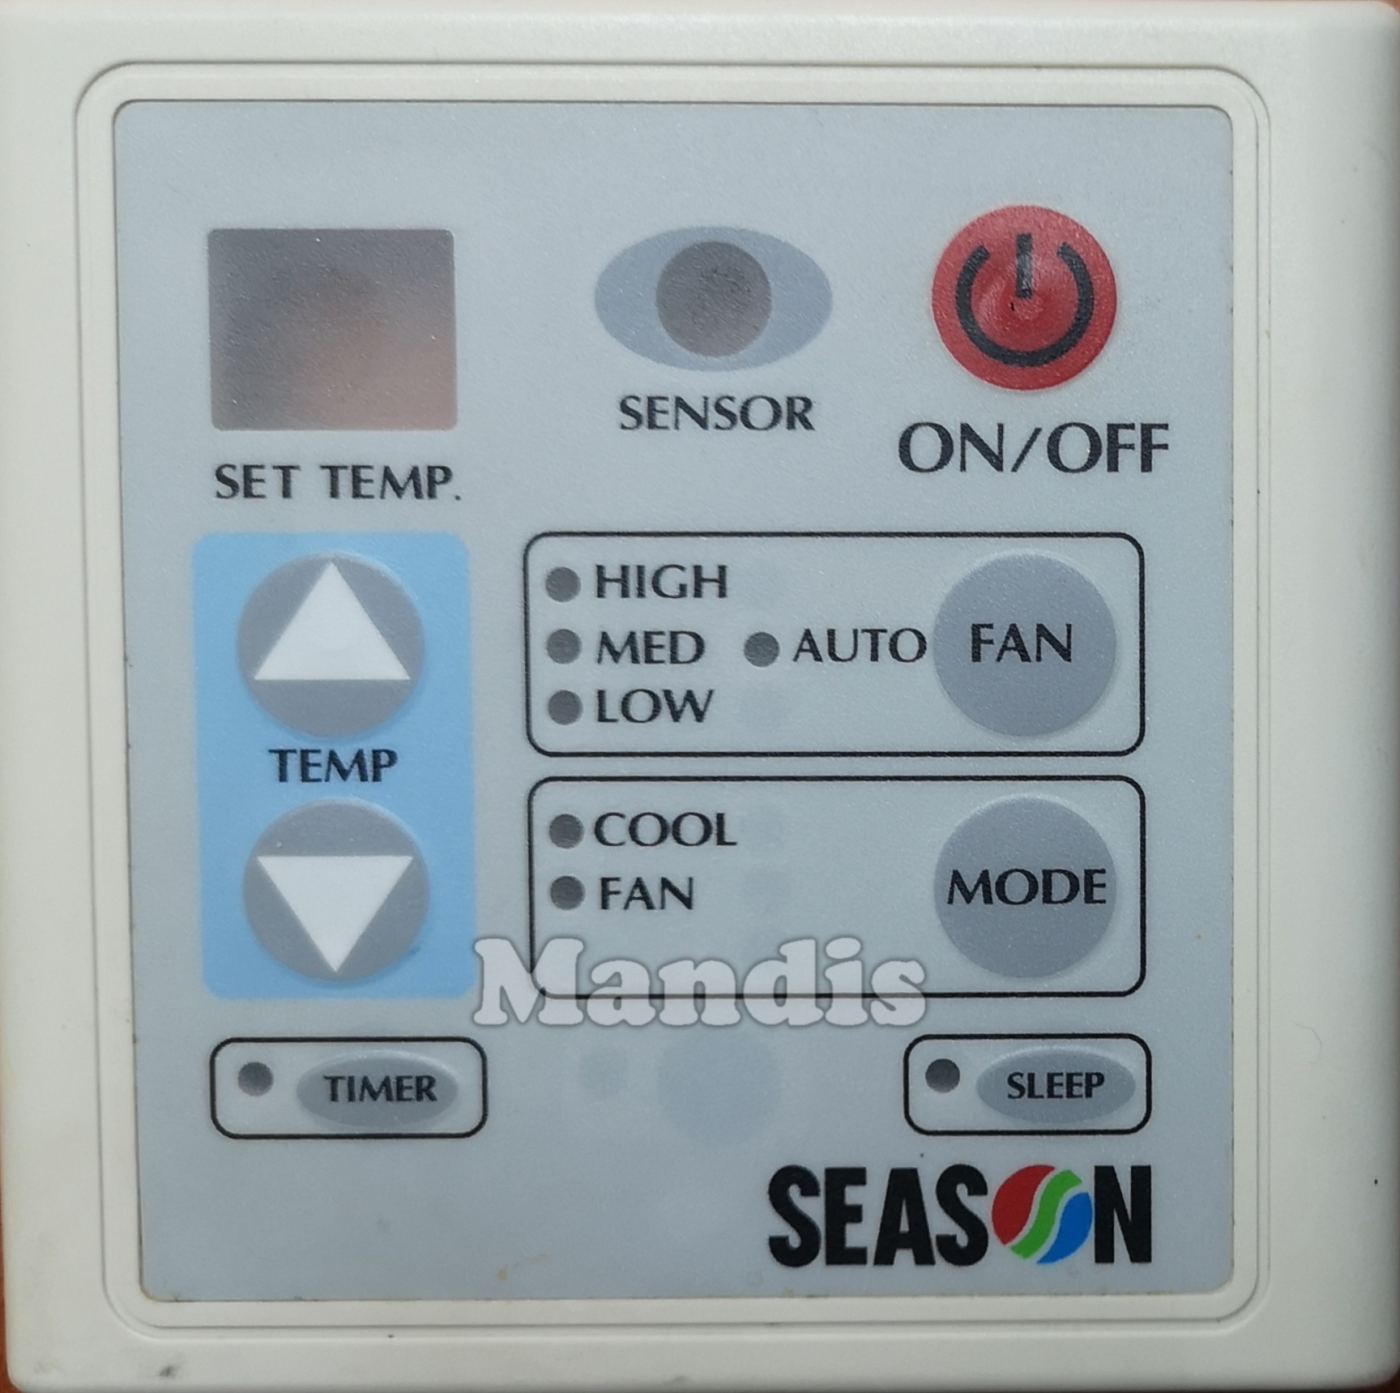 SENSOR
ON/OFF
SET TEMP.
HIGH
MED
AUTO
FAN
LOW
TEMP
COOL
FAN
MODE
Mandis
TIMER
SLEEP
SEASON